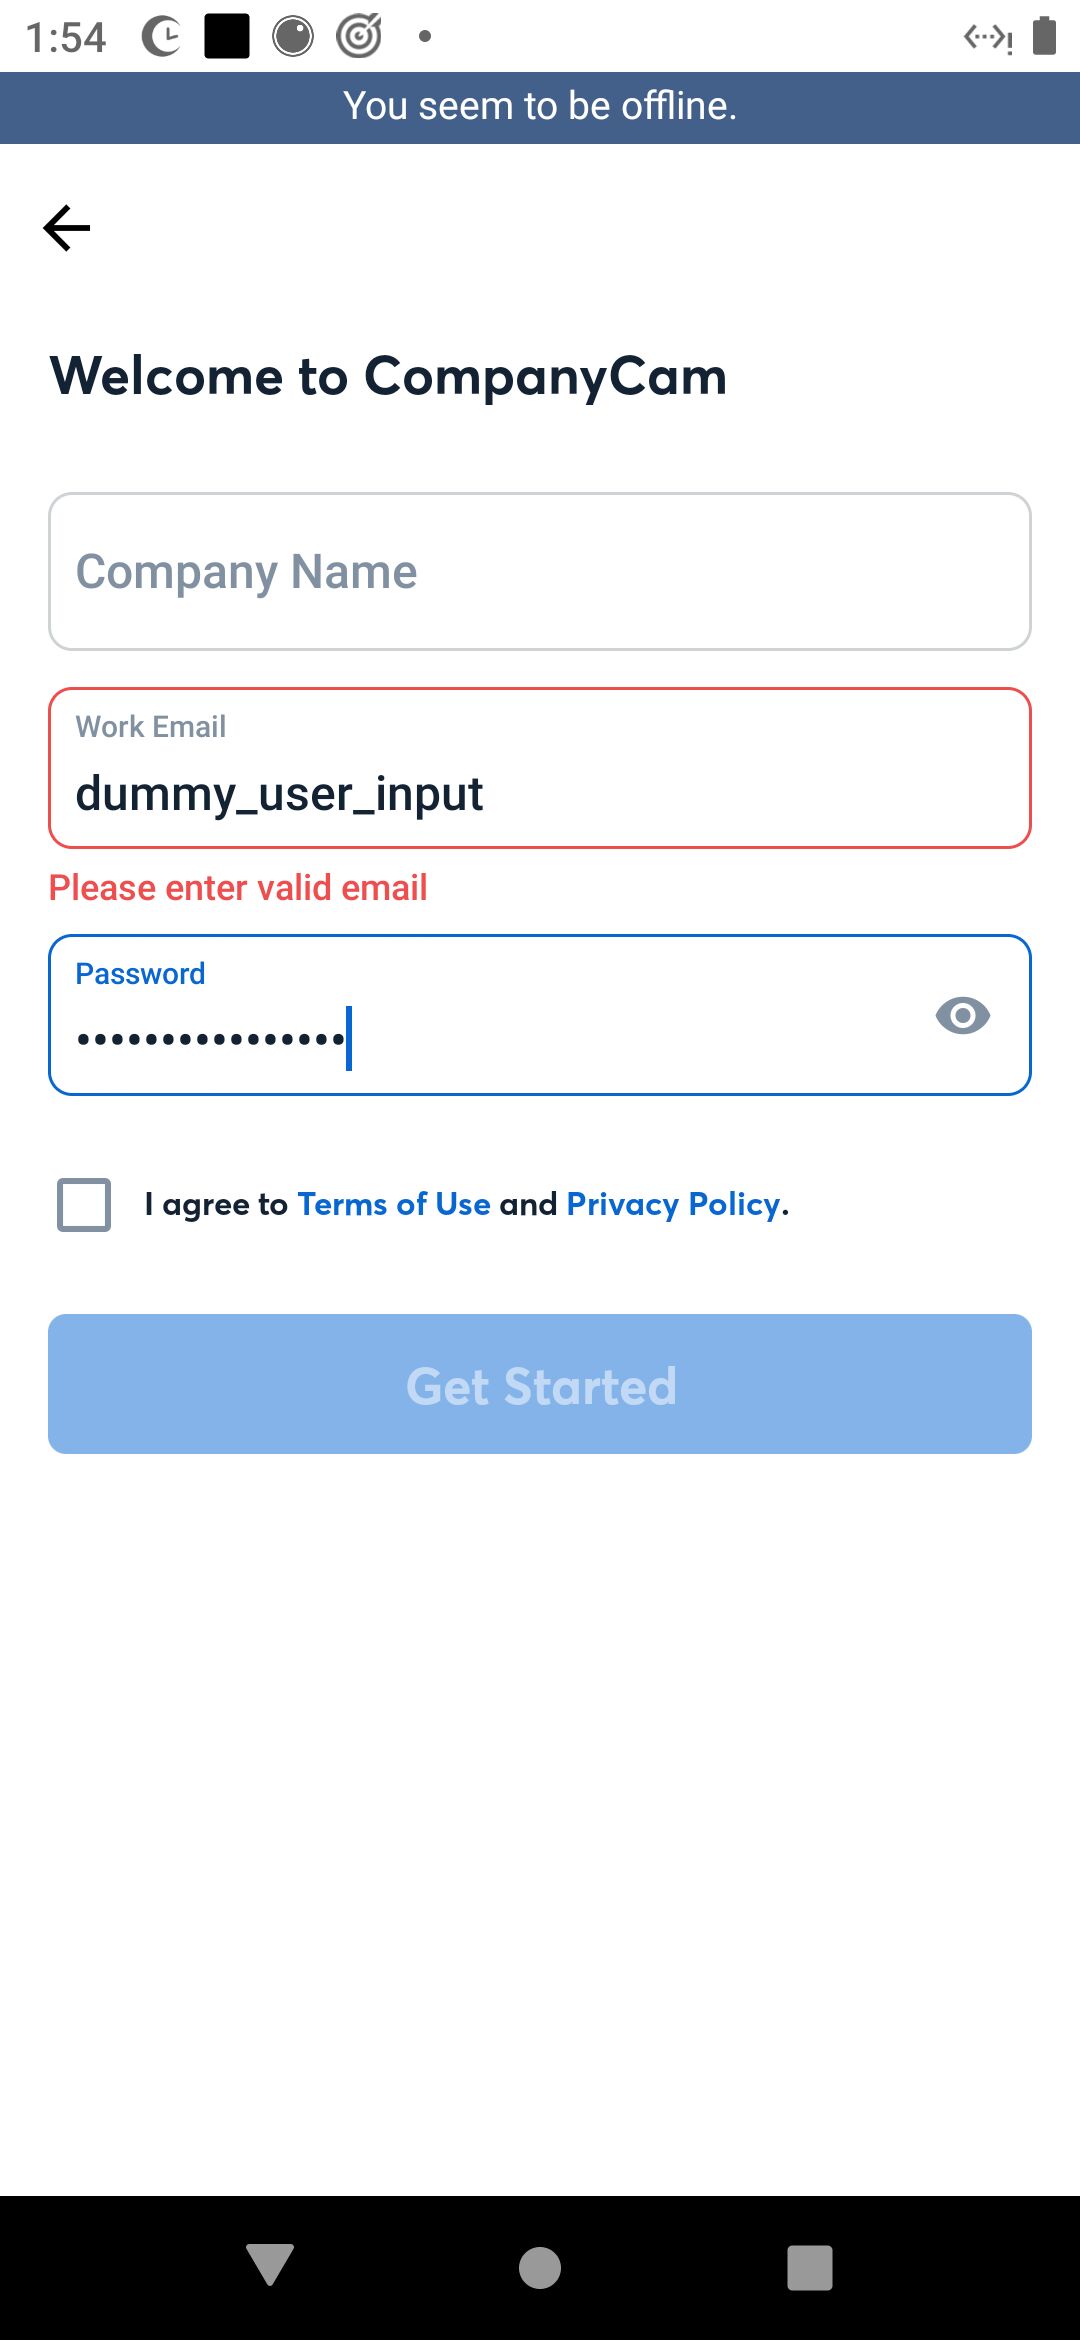 1:54
You seem to be offline.
Welcome to CompanyCam
Company Name
Work Email
dummy_user_input
Please enter valid email
Password
••••••••••••••••
I agree to Terms of Use and Privacy Policy.
Get Started